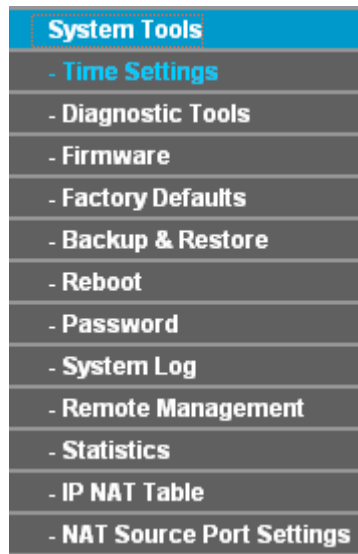 System Tools
- Time Settings
- Diagnostic Tools
- Firmware
- Factory Defaults
- Backup & Restore
- Reboot
- Password
- System Log
- Remote Management
- Statistics
- IP NAT Table
- NAT Source Port Settings